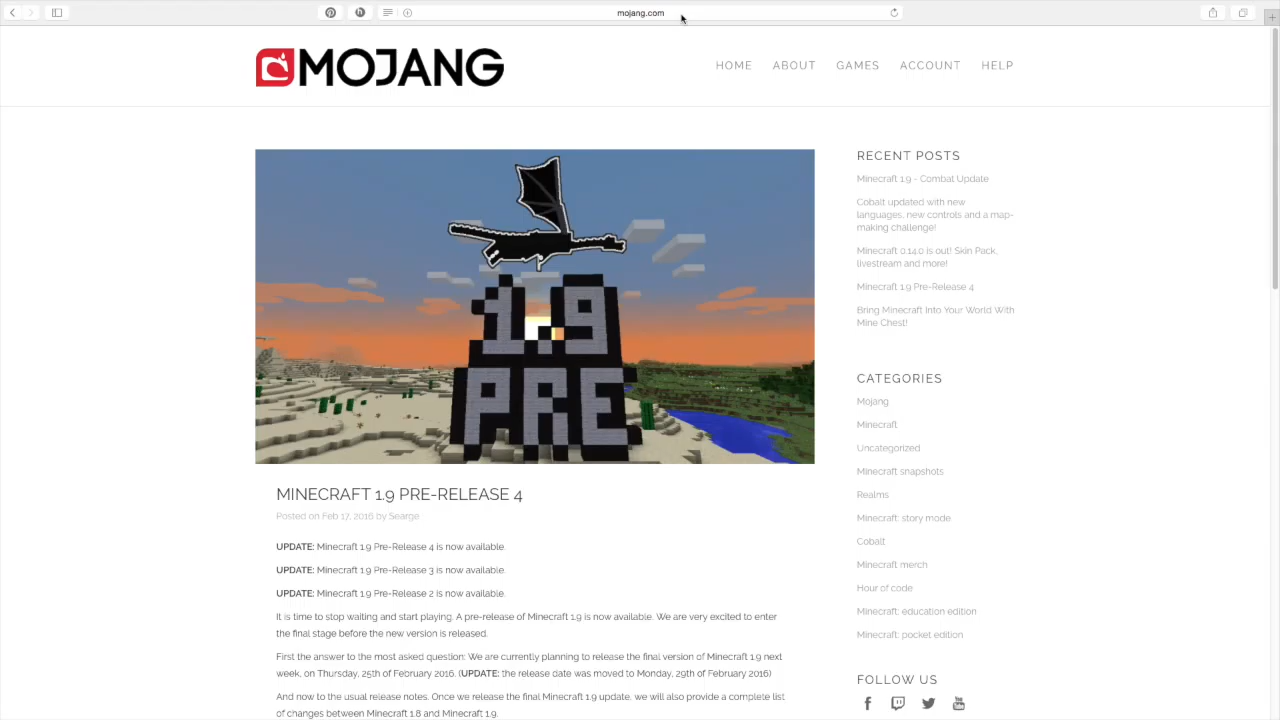 mojang.com
MOJANG
HOME ABOUT GAMES ACCOUNT HELP
1.9
PRE
MINECRAFT 1.9 PRE-RELEASE 4
Posted on Feb 17, 2016 by Searge
UPDATE: Minecraft 1.9 Pre-Release 4 is now available.
UPDATE: Minecraft 1.9 Pre-Release 3 is now available.
UPDATE: Minecraft 1.9 Pre-Release 2 is now available.
It is time to stop waiting and start playing. A pre-release of Minecraft 1.9 is now available. We are very excited to enter
the final stage before the new version is released.
First the answer to the most asked question: We are currently planning to release the final version of Minecraft 1.9 next
week, on Thursday, 25th of February 2016. (UPDATE: the release date was moved to Monday, 29th of February 2016)
And now to the usual release notes. Once we release the final Minecraft 1.9 update, we will also provide a complete list
of changes between Minecraft 1.8 and Minecraft 1.9.
RECENT POSTS
Minecraft 1.9 - Combat Update
Cobalt updated with new
languages, new controls and a map-
making challenge!
Minecraft 0.14.0 is out! Skin Pack,
livestream and more!
Minecraft 1.9 Pre-Release 4
Bring Minecraft Into Your World With
Mine Chest!
CATEGORIES
Mojang
Minecraft
Uncategorized
Minecraft snapshots
Realms
Minecraft: story mode
Cobalt
Minecraft merch
Hour of code
Minecraft: education edition
Minecraft: pocket edition
FOLLOW US